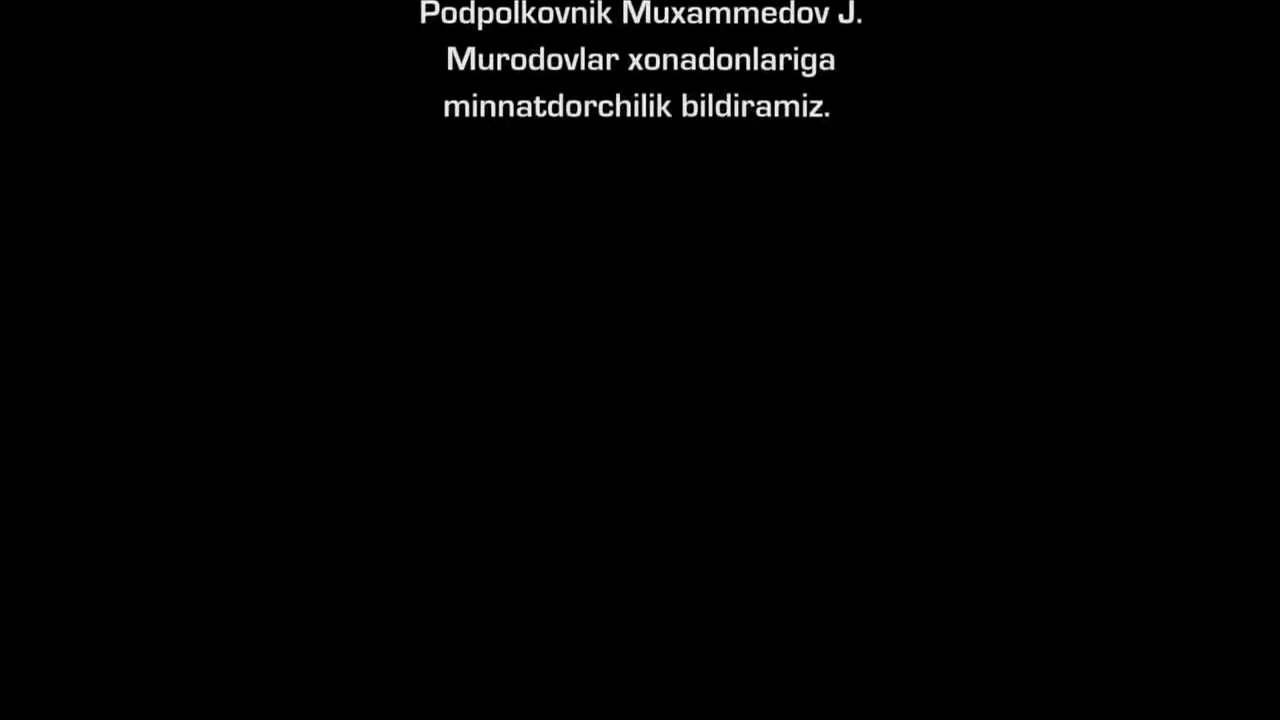 Podpolkovnik Muxammedov J.
Murodovlar xonadonlariga
minnatdorchilik bildiramiz.